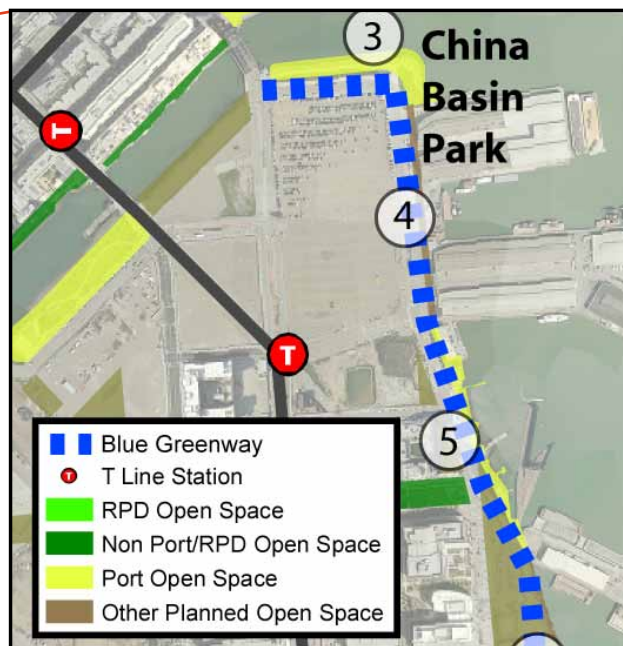 3
China
Basin
Park
T
4
T
5
Blue Greenway
T
T Line Station
RPD Open Space
Non Port/RPD Open Space
Port Open Space
Other Planned Open Space